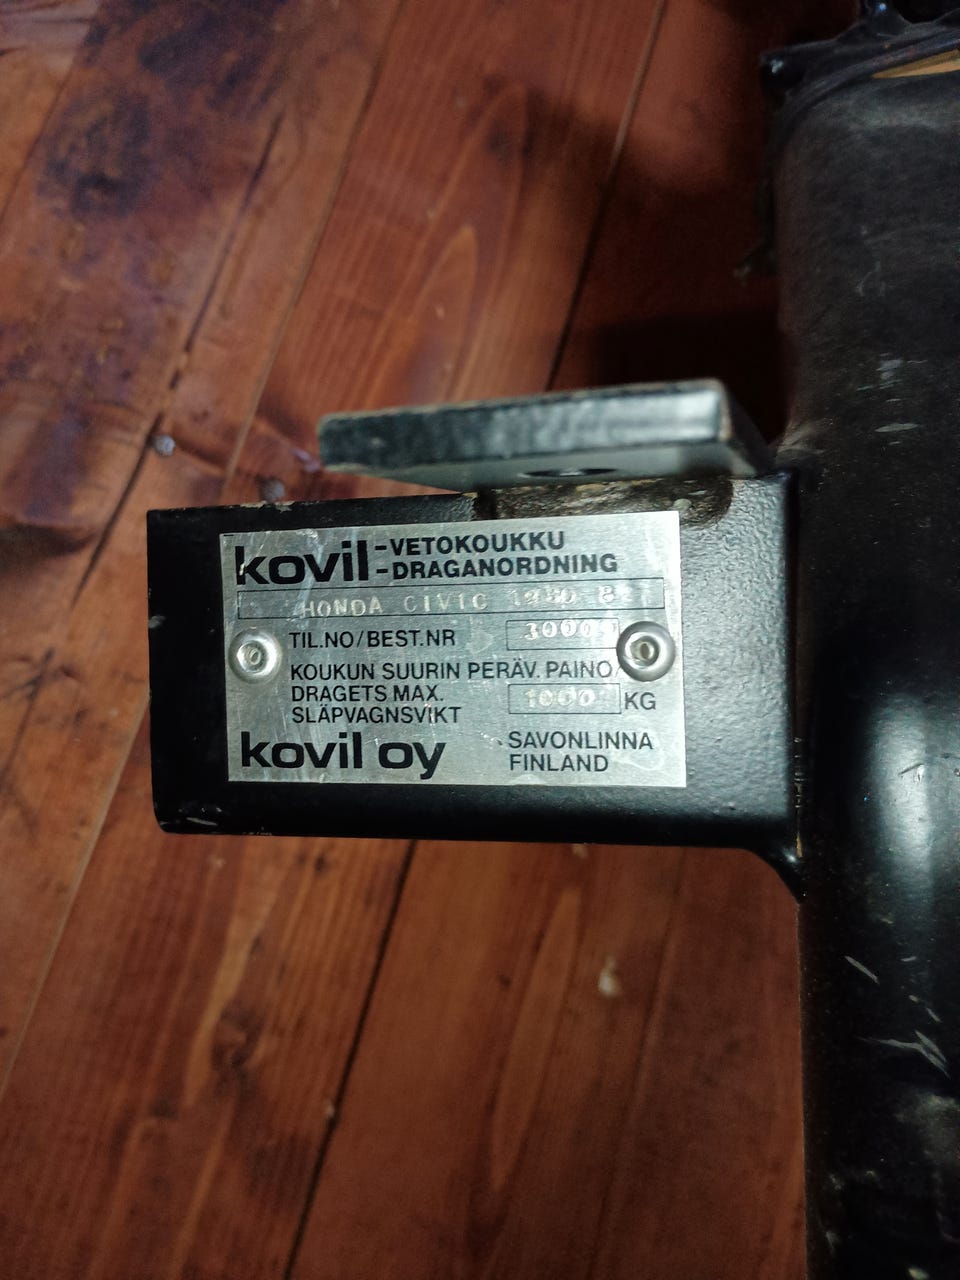 kovil -VETOKOUKKU
-DRAGANORDNING
HONDA CIVIC
TIL.NO/BEST.NR
KOUKUN SUURIN PERÄV. PAINO/
DRAGETS MAX. 1000 KG
SLÄPVAGNSVIKT
kovil oy SAVONLINNA
FINLAND